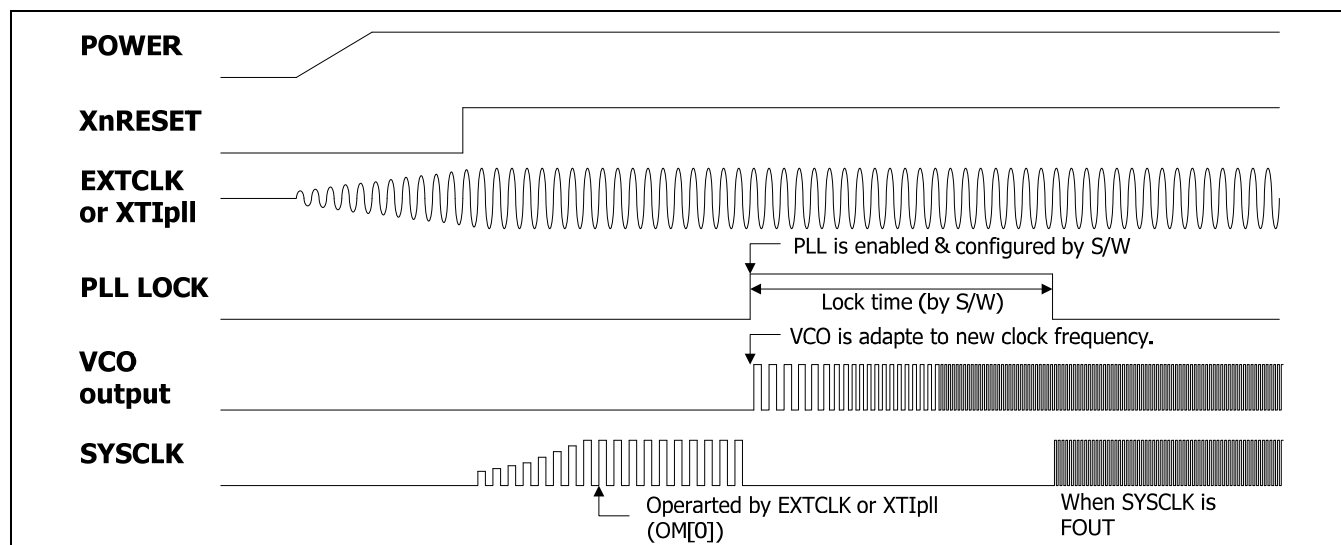 POWER
XnRESET
EXTCLK
or XTIpll
PLL is enabled & configured by S/W
PLL LOCK
Lock time (by S/W)
VCO is adapte to new clock frequency.
VCO
output
SYSCLK
Operarted by EXTCLK or XTIpll
(OM[0])
When SYSCLK is
FOUT